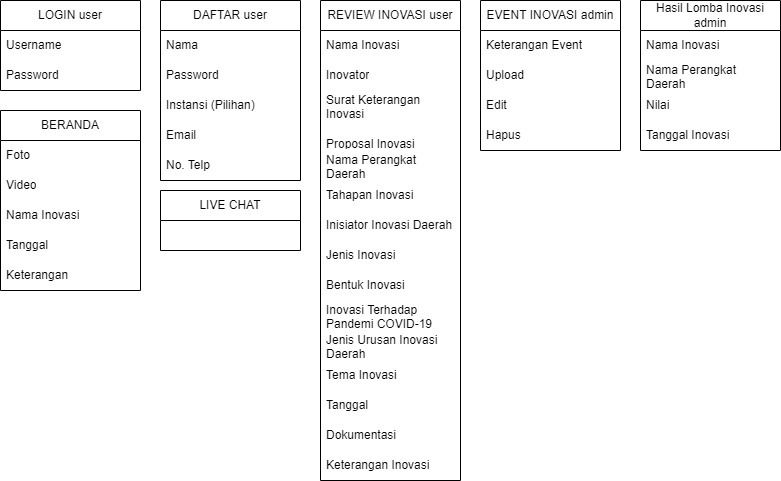 LOGIN user
Username
Password
BERANDA
Foto
Video
Nama Inovasi
Tanggal
Keterangan
DAFTAR user
Nama
Password
Instansi (Pilihan)
Email
No. Telp
LIVE CHAT
REVIEW INOVASI user
Nama Inovasi
Inovator
Surat Keterangan
Inovasi
Proposal Inovasi
Nama Perangkat
Daerah
Tahapan Inovasi
Inisiator Inovasi Daerah
Jenis Inovasi
Bentuk Inovasi
Inovasi Terhadap
Pandemi COVID-19
Jenis Urusan Inovasi
Daerah
Tema Inovasi
Tanggal
Dokumentasi
Keterangan Inovasi
EVENT INOVASI admin
Keterangan Event
Upload
Edit
Hapus
Hasil Lomba Inovasi
admin
Nama Inovasi
Nama Perangkat
Daerah
Nilai
Tanggal Inovasi